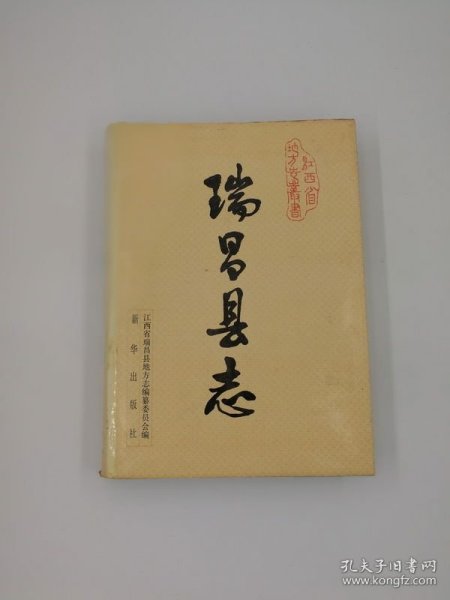 江西省
地方志丛書
瑞昌县志
江西省瑞昌县地方志编纂委员会编
新华出版社
孔夫子旧书网
www.kongfz.com